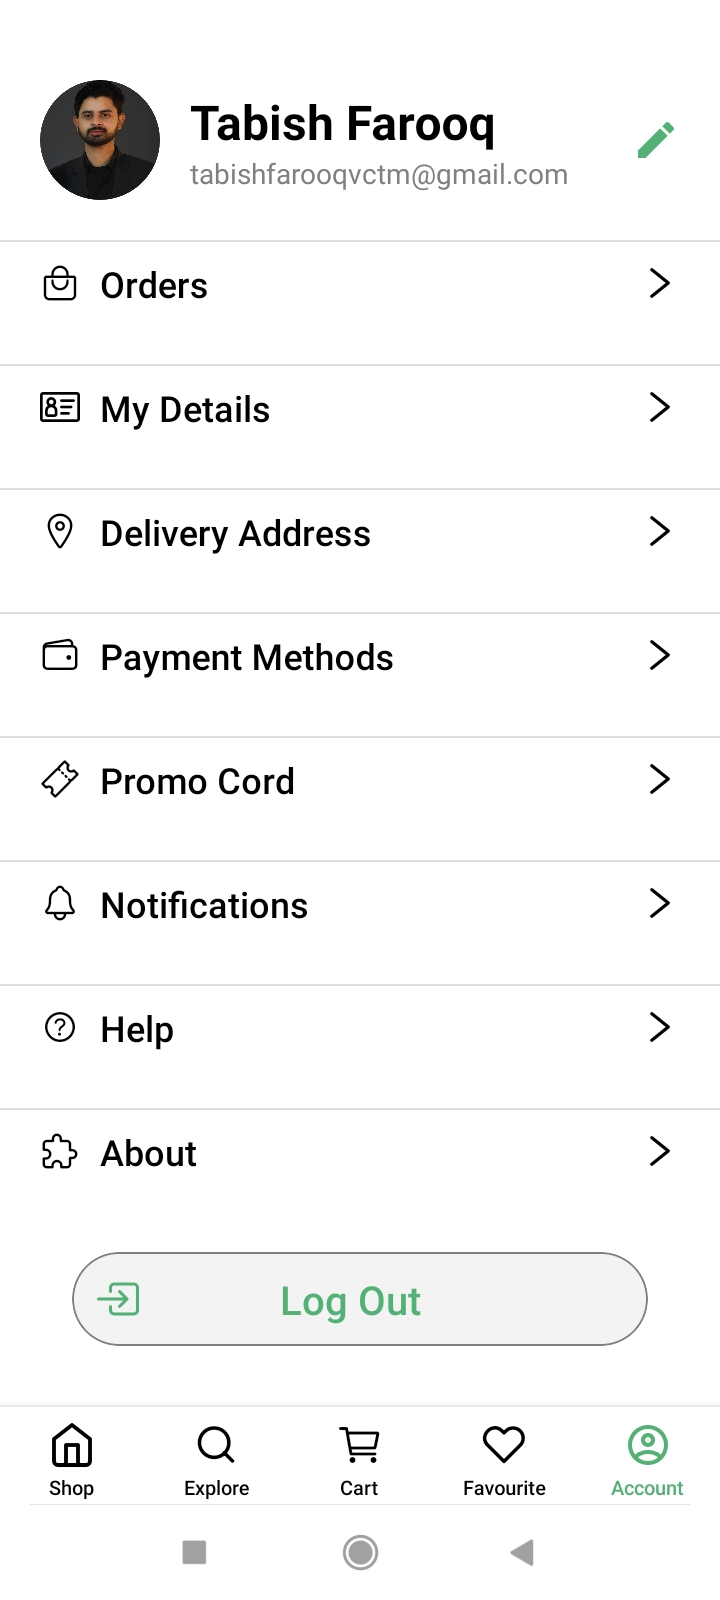 Tabish Farooq
tabishfarooqvctm@gmail.com
Orders
My Details
Delivery Address
Payment Methods
Promo Cord
Notifications
Help
About
Log Out
Shop Explore Cart Favourite Account